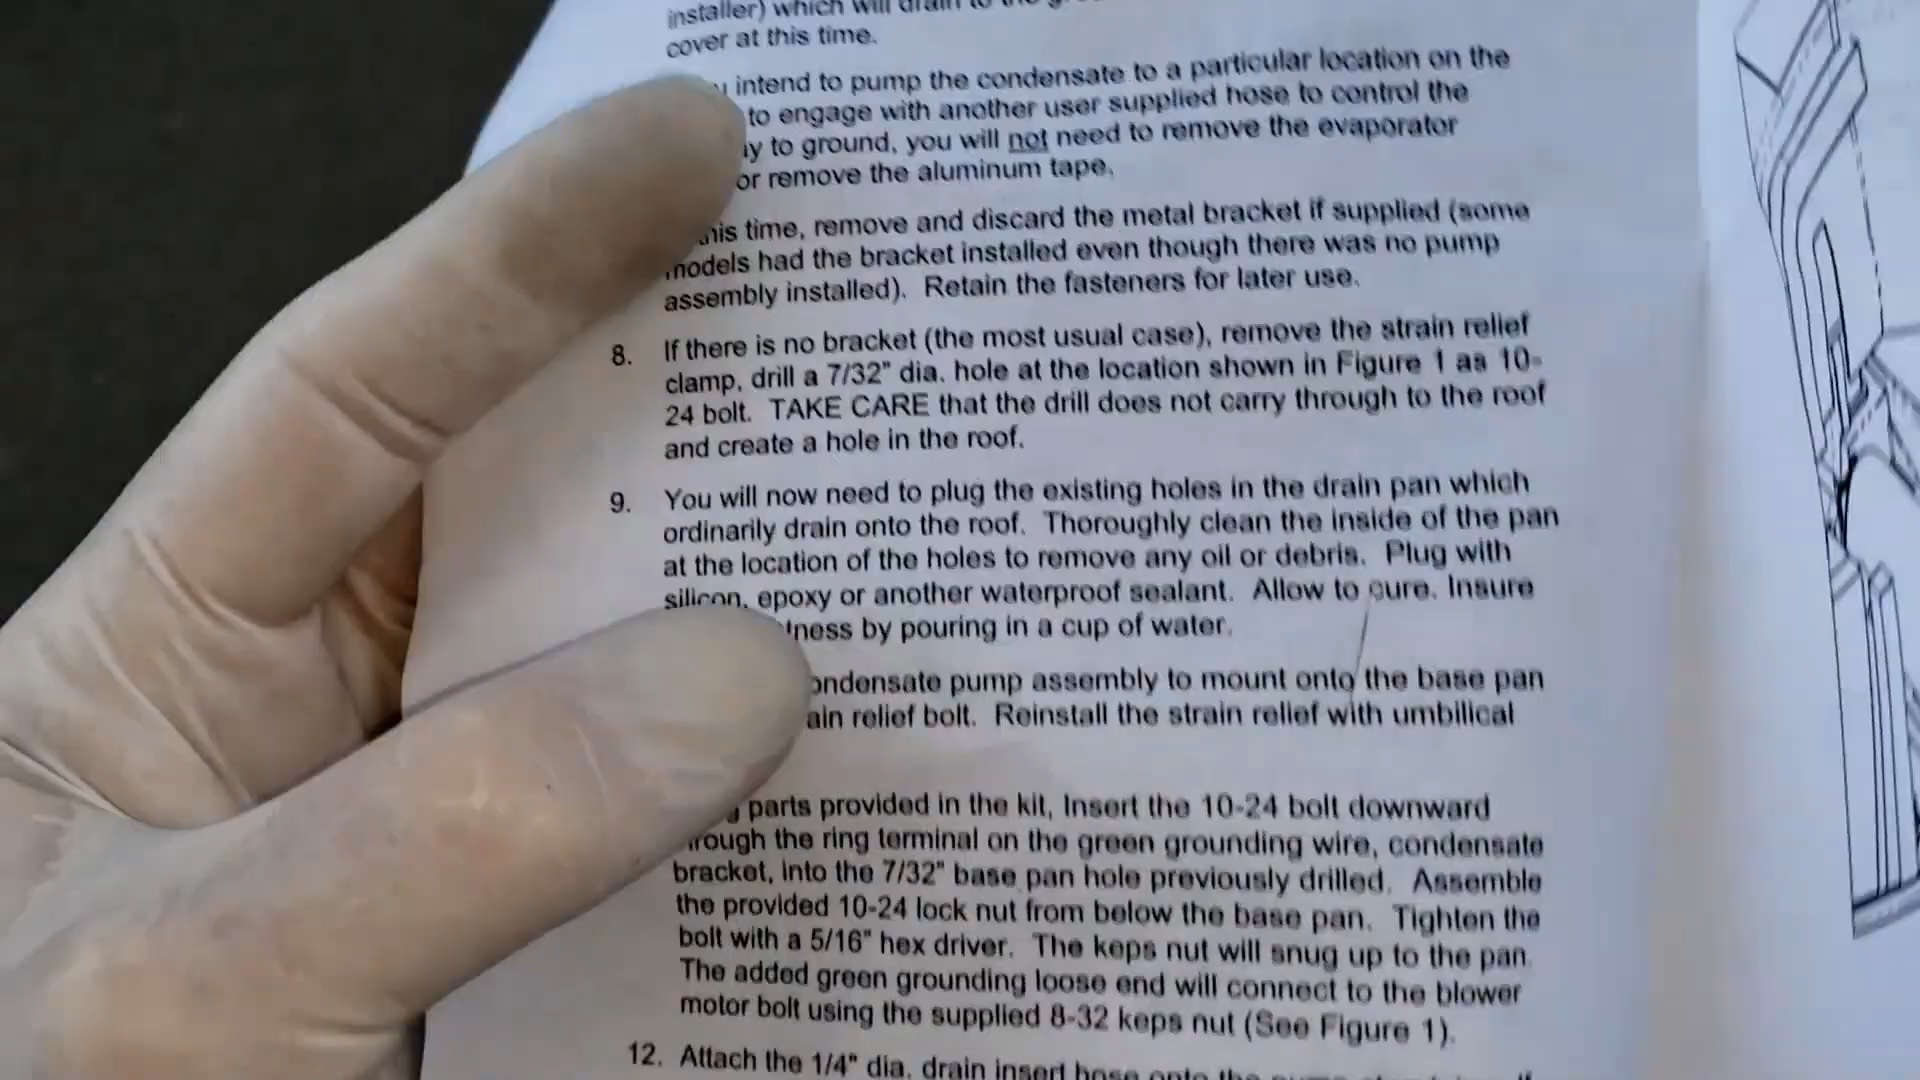 installer) which will drain to the
cover at this time.
intend to pump the condensate to a particular location on the
to engage with another user supplied hose to control the
to ground, you will not need to remove the evaporator
or remove the aluminum tape.
time, remove and discard the metal bracket if supplied (some
models had the bracket installed even though there was no pump
assembly installed). Retain the fasteners for later use.
8. If there is no bracket (the most usual case), remove the strain relief
clamp, drill a 7/32" dia. hole at the location shown in Figure 1 as 10-
24 bolt. TAKE CARE that the drill does not carry through to the roof
and create a hole in the roof.
9. You will now need to plug the existing holes in the drain pan which
ordinarily drain onto the roof. Thoroughly clean the inside of the pan
at the location of the holes to remove any oil or debris. Plug with
silicon, epoxy or another waterproof sealant. Allow to cure. Insure
by pouring in a cup of water.
condensate pump assembly to mount onto the base pan
relief bolt. Reinstall the strain relief with umbilical
parts provided in the kit, Insert the 10-24 bolt downward
through the ring terminal on the green grounding wire, condensate
bracket, into the 7/32" base pan hole previously drilled. Assemble
the provided 10-24 lock nut from below the base pan. Tighten the
bolt with a 5/16" hex driver. The keps nut will snug up to the pan.
The added green grounding loose end will connect to the blower
motor bolt using the supplied 8-32 keps nut (See Figure 1).
12. Attach the 1/4" dia. drain insert hose onto the